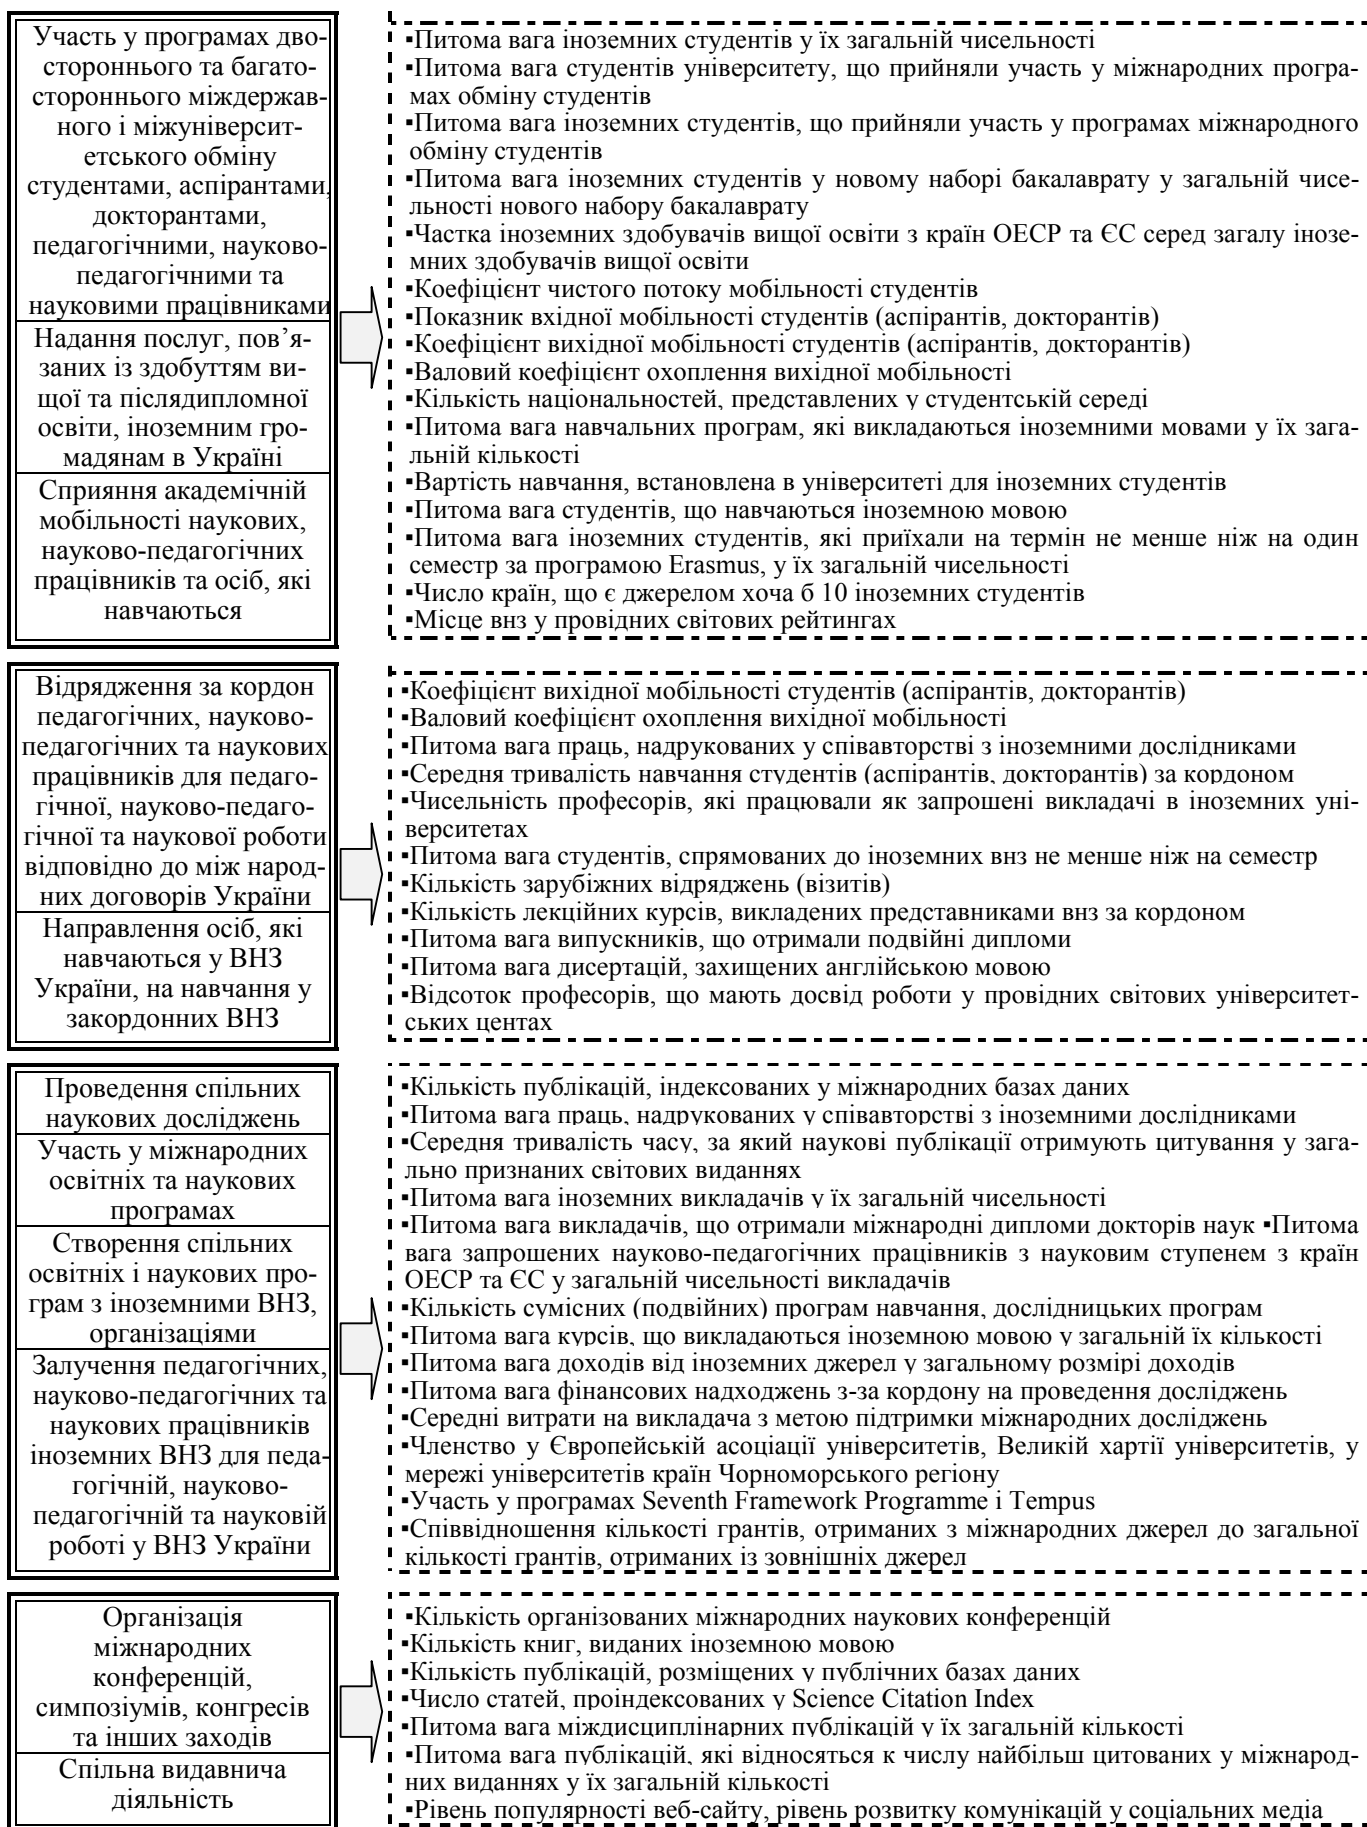 Участь у програмах дво-
стороннього та багато-
стороннього міждержав-
ного і міжуніверсит-
етського обміну
студентами, аспірантами,
докторантами,
педагогічними, науково-
педагогічними та
науковими працівниками
Надання послуг, пов’я-
заних із здобуттям ви-
щої та післядипломної
освіти, іноземним гро-
мадянам в Україні
Сприяння академічній
мобільності наукових,
науково-педагогічних
працівників та осіб, які
навчаються
▪Питома вага іноземних студентів у їх загальній чисельності
▪Питома вага студентів університету, що прийняли участь у міжнародних програ-
мах обміну студентів
▪Питома вага іноземних студентів, що прийняли участь у програмах міжнародного
обміну студентів
▪Питома вага іноземних студентів у новому наборі бакалаврату у загальній чисе-
льності нового набору бакалаврату
▪Частка іноземних здобувачів вищої освіти з країн ОЕСР та ЄС серед загалу інозе-
мних здобувачів вищої освіти
▪Коефіцієнт чистого потоку мобільності студентів
▪Показник вхідної мобільності студентів (аспірантів, докторантів)
▪Коефіцієнт вихідної мобільності студентів (аспірантів, докторантів)
▪Валовий коефіцієнт охоплення вихідної мобільності
▪Кількість національностей, представлених у студентській середі
▪Питома вага навчальних програм, які викладаються іноземними мовами у їх зага-
льній кількості
▪Вартість навчання, встановлена в університеті для іноземних студентів
▪Питома вага студентів, що навчаються іноземною мовою
▪Питома вага іноземних студентів, які приїхали на термін не менше ніж на один
семестр за програмою Erasmus, у їх загальній чисельності
▪Число країн, що є джерелом хоча б 10 іноземних студентів
▪Місце внз у провідних світових рейтингах
Відрядження за кордон
педагогічних, науково-
педагогічних та наукових
працівників для педаго-
гічної, науково-педаго-
гічної та наукової роботи
відповідно до між народ-
них договорів України
Направлення осіб, які
навчаються у ВНЗ
України, на навчання у
закордонних ВНЗ
▪Коефіцієнт вихідної мобільності студентів (аспірантів, докторантів)
▪Валовий коефіцієнт охоплення вихідної мобільності
▪Питома вага праць, надрукованих у співавторстві з іноземними дослідниками
▪Середня тривалість навчання студентів (аспірантів, докторантів) за кордоном
▪Чисельність професорів, які працювали як запрошені викладачі в іноземних уні-
верситетах
▪Питома вага студентів, спрямованих до іноземних внз не менше ніж на семестр
▪Кількість зарубіжних відряджень (візитів)
▪Кількість лекційних курсів, викладених представниками внз за кордоном
▪Питома вага випускників, що отримали подвійні дипломи
▪Питома вага дисертацій, захищених англійською мовою
▪Відсоток професорів, що мають досвід роботи у провідних світових університет-
ських центах
Проведення спільних
наукових досліджень
Участь у міжнародних
освітніх та наукових
програмах
Створення спільних
освітніх і наукових про-
грам з іноземними ВНЗ,
організаціями
Залучення педагогічних,
науково-педагогічних та
наукових працівників
іноземних ВНЗ для педа-
гогічній, науково-
педагогічній та науковій
роботі у ВНЗ України
▪Кількість публікацій, індексованих у міжнародних базах даних
▪Питома вага праць, надрукованих у співавторстві з іноземними дослідниками
▪Середня тривалість часу, за який наукові публікації отримують цитування у зага-
льно признаних світових виданнях
▪Питома вага іноземних викладачів у їх загальній чисельності
▪Питома вага викладачів, що отримали міжнародні дипломи докторів наук ▪Питома
вага запрошених науково-педагогічних працівників з науковим ступенем з країн
ОЕСР та ЄС у загальній чисельності викладачів
▪Кількість сумісних (подвійних) програм навчання, дослідницьких програм
▪Питома вага курсів, що викладаються іноземною мовою у загальній їх кількості
▪Питома вага доходів від іноземних джерел у загальному розмірі доходів
▪Питома вага фінансових надходжень з-за кордону на проведення досліджень
▪Середні витрати на викладача з метою підтримки міжнародних досліджень
▪Членство у Європейській асоціації університетів, Великій хартії університетів, у
мережі університетів країн Чорноморського регіону
▪Участь у програмах Seventh Framework Programme і Tempus
▪Співвідношення кількості грантів, отриманих з міжнародних джерел до загальної
кількості грантів, отриманих із зовнішніх джерел
Організація
міжнародних
конференцій,
симпозіумів, конгресів
та інших заходів
Спільна видавнича
діяльність
▪Кількість організованих міжнародних наукових конференцій
▪Кількість книг, виданих іноземною мовою
▪Кількість публікацій, розміщених у публічних базах даних
▪Число статей, проіндексованих у Science Citation Index
▪Питома вага міждисциплінарних публікацій у їх загальній кількості
▪Питома вага публікацій, які відносяться к числу найбільш цитованих у міжнарод-
них виданнях у їх загальній кількості
▪Рівень популярності веб-сайту, рівень розвитку комунікацій у соціальних медіа